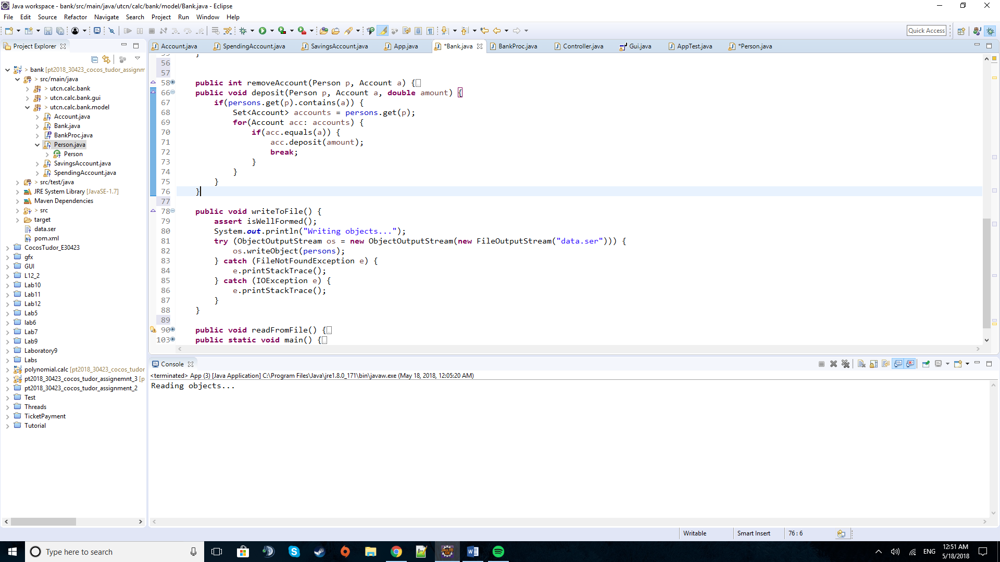 Java workspace - bank/src/main/java/utcn/calc/bank/model/Bank.java - Eclipse
File Edit Source Refactor Navigate Search Project Run Window Help
Quick Access
Project Explorer
Account.java SpendingAccount.java SavingsAccount.java App.java *Bank.java BankProc.java Controller.java Gui.java AppTest.java *Person.java
> bank [pt2018_30423_cocos_tudor_assignm
> src/main/java
> utcn.calc.bank
> utcn.calc.bank.gui
> utcn.calc.bank.model
Account.java
Bank.java
BankProc.java
Person.java
Person
SavingsAccount.java
SpendingAccount.java
> src/test/java
JRE System Library [JavaSE-1.7]
Maven Dependencies
> src
target
data.ser
pom.xml
CocosTudor_E30423
gfx
GUI
L12_2
Lab10
Lab11
Lab12
Lab5
lab6
Lab7
Lab9
Laboratory9
Labs
polynomial.calc [pt2018_30423_cocos_tudor
pt2018_30423_cocos_tudor_assignemnt_3 [p
pt2018_30423_cocos_tudor_assignment_2
Test
Threads
TicketPayment
Tutorial
55 }
56
57
58 public int removeAccount(Person p, Account a) {
66 public void deposit(Person p, Account a, double amount) {
67 if(persons.get(p).contains(a)) {
68 Set<Account> accounts = persons.get(p);
69 for(Account acc: accounts) {
70 if(acc.equals(a)) {
71 acc.deposit(amount);
72 break;
73 }
74 }
75 }
76 }
77
78 public void writeToFile() {
79 assert isWellFormed();
80 System.out.println("Writing objects...");
81 try (ObjectOutputStream os = new ObjectOutputStream(new FileOutputStream("data.ser"))) {
82 os.writeObject(persons);
83 } catch (FileNotFoundException e) {
84 e.printStackTrace();
85 } catch (IOException e) {
86 e.printStackTrace();
87 }
88 }
89
90 public void readFromFile() {
103 public static void main() {
Console
<terminated> App (3) [Java Application] C:\Program Files\Java\jre1.8.0_171\bin\javaw.exe (May 18, 2018, 12:05:20 AM)
Reading objects...
Writable Smart Insert 76 : 6
Type here to search
ENG
12:51 AM
5/18/2018